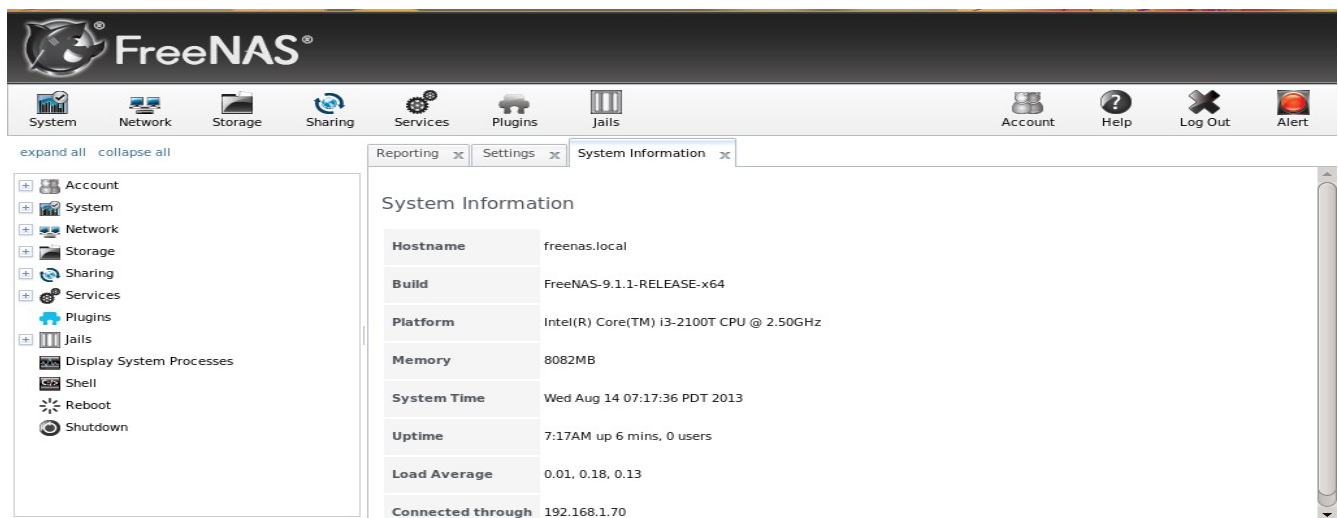 FreeNAS®
System Network Storage Sharing Services Plugins Jails Account Help Log Out Alert
expand all collapse all
Account
System
Network
Storage
Sharing
Services
Plugins
Jails
Display System Processes
Shell
Reboot
Shutdown
Reporting x Settings x System Information x
System Information
Hostname freenas.local
Build FreeNAS-9.1.1-RELEASE-x64
Platform Intel(R) Core(TM) i3-2100T CPU @ 2.50GHz
Memory 8082MB
System Time Wed Aug 14 07:17:36 PDT 2013
Uptime 7:17AM up 6 mins, 0 users
Load Average 0.01, 0.18, 0.13
Connected through 192.168.1.70